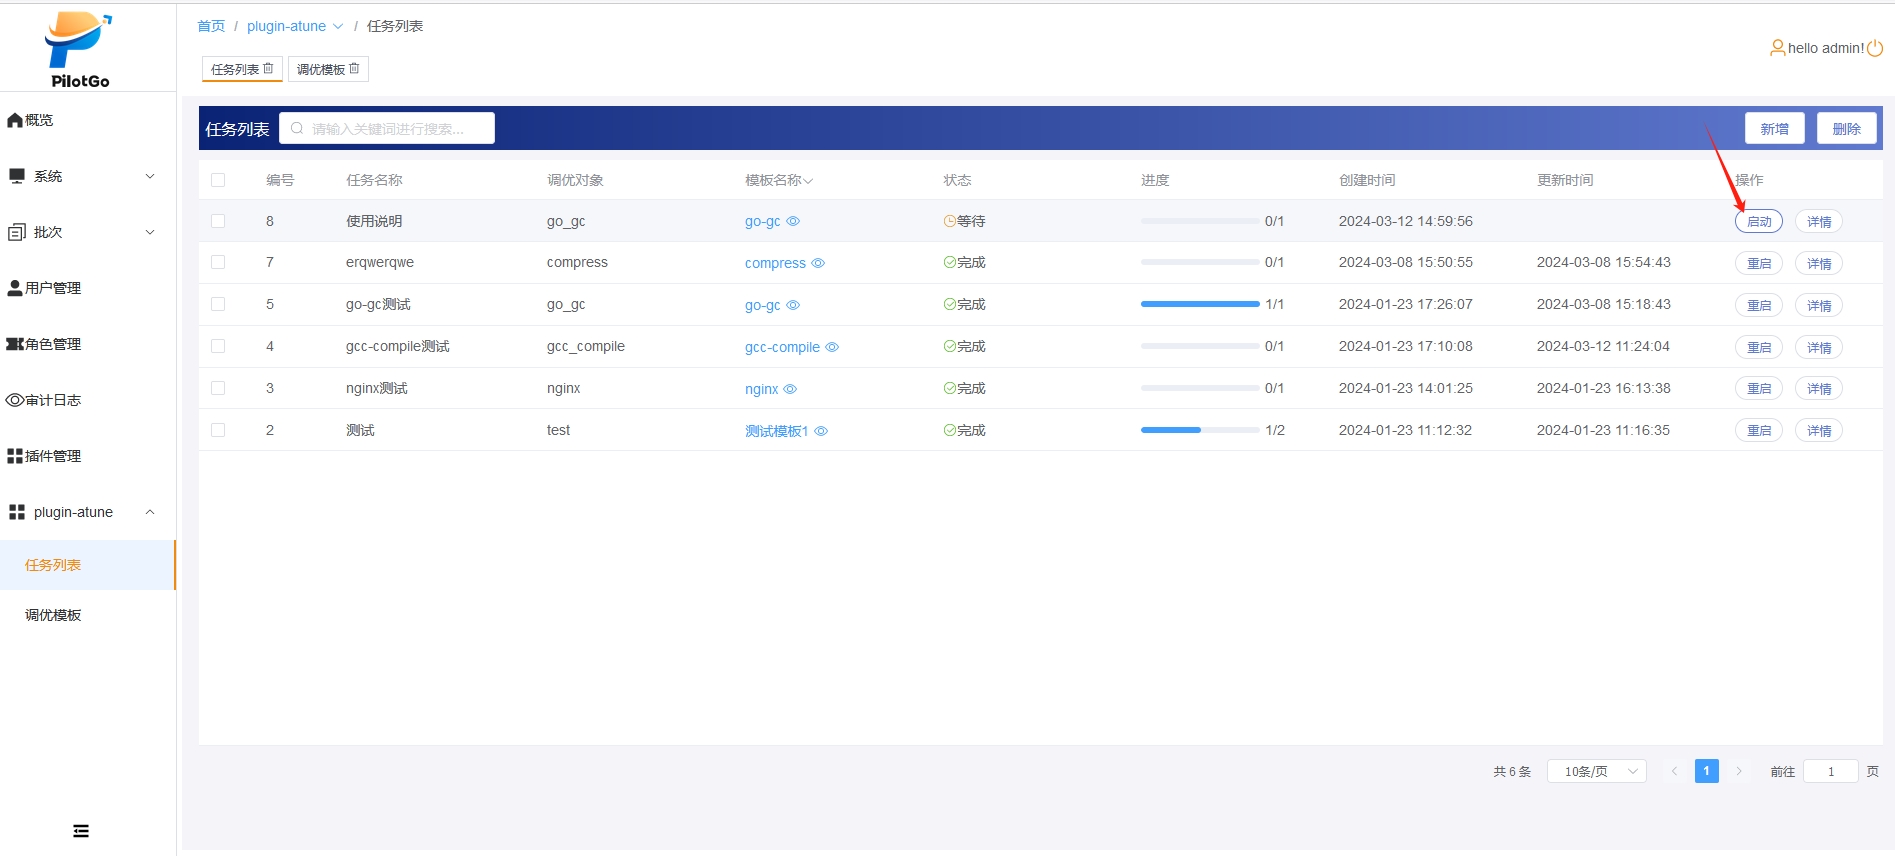 PilotGo
首页 / plugin-atune / 任务列表
hello admin!
任务列表 调优模板
概览
系统
批次
用户管理
角色管理
审计日志
插件管理
plugin-atune
任务列表
调优模板
任务列表 请输入关键词进行搜索... 新增 删除
编号 任务名称 调优对象 模板名称 状态 进度 创建时间 更新时间 操作
8 使用说明 go_gc go-gc 等待 0/1 2024-03-12 14:59:56 启动 详情
7 erqwerqwe compress compress 完成 0/1 2024-03-08 15:50:55 2024-03-08 15:54:43 重启 详情
5 go-gc测试 go_gc go-gc 完成 1/1 2024-01-23 17:26:07 2024-03-08 15:18:43 重启 详情
4 gcc-compile测试 gcc_compile gcc-compile 完成 0/1 2024-01-23 17:10:08 2024-03-12 11:24:04 重启 详情
3 nginx测试 nginx nginx 完成 0/1 2024-01-23 14:01:25 2024-01-23 16:13:38 重启 详情
2 测试 test 测试模板1 完成 1/2 2024-01-23 11:12:32 2024-01-23 11:16:35 重启 详情
共 6 条 10条/页 1 前往 1 页